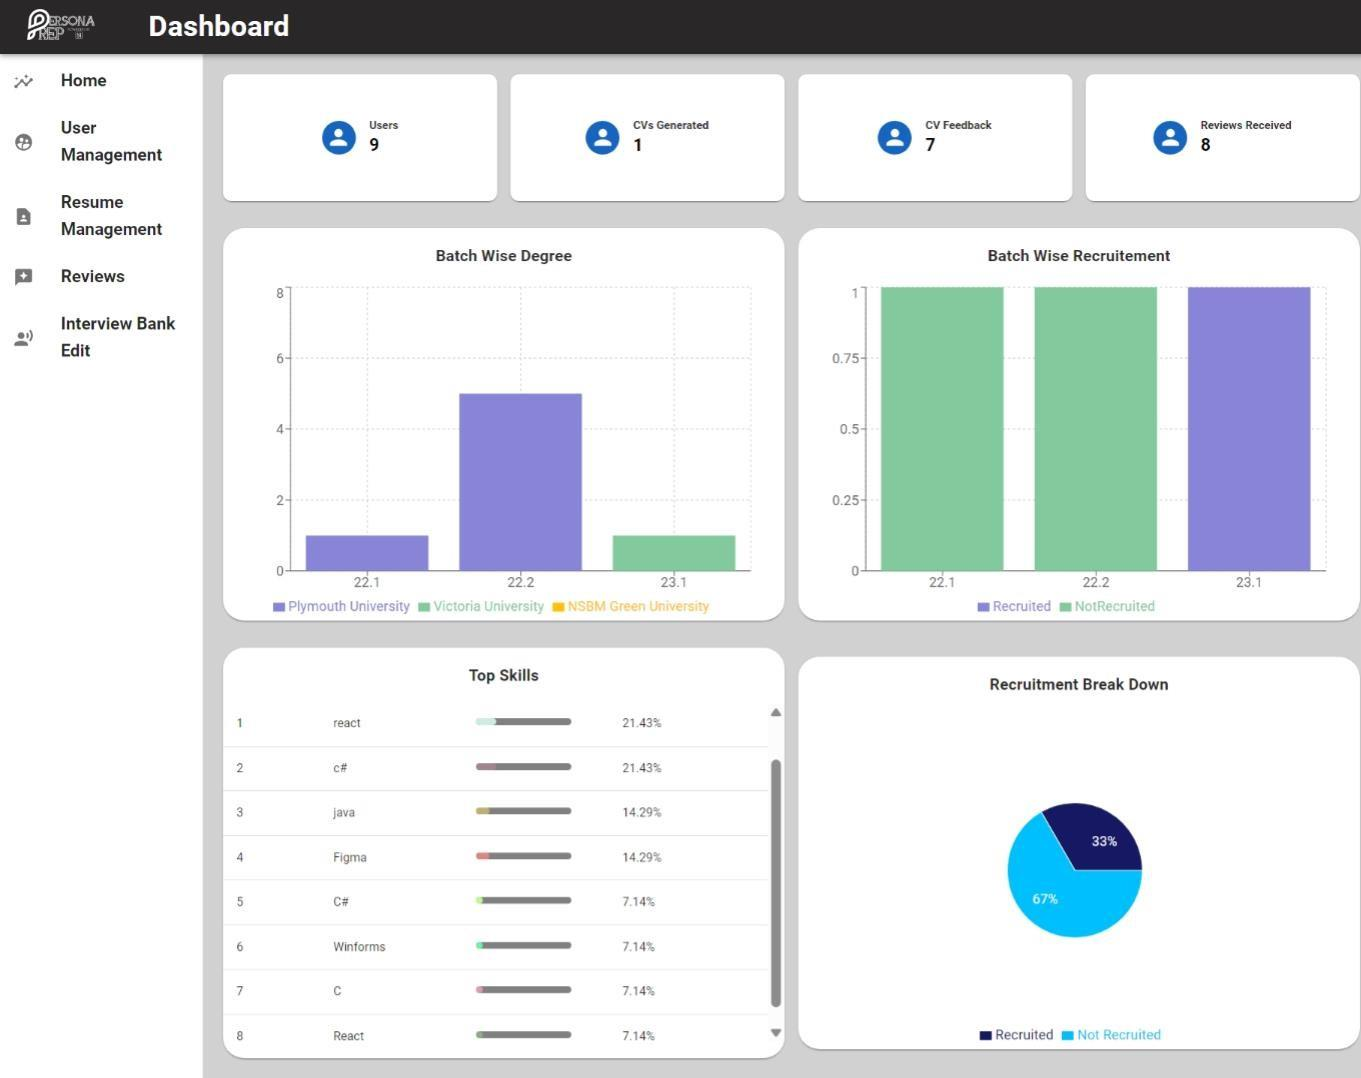 PERSONA
PREP
Dashboard
Home
User
Management
Resume
Management
Reviews
Interview Bank
Edit
Users
9
CVs Generated
1
CV Feedback
7
Reviews Received
8
Batch Wise Degree
8
6
4
2
0
22.1 22.2 23.1
Plymouth University Victoria University NSBM Green University
Batch Wise Recruitement
1
0.75
0.5
0.25
0
22.1 22.2 23.1
Recruited NotRecruited
Top Skills
1 react 21.43%
2 c# 21.43%
3 java 14.29%
4 Figma 14.29%
5 C# 7.14%
6 Winforms 7.14%
7 C 7.14%
8 React 7.14%
Recruitment Break Down
33%
67%
Recruited Not Recruited